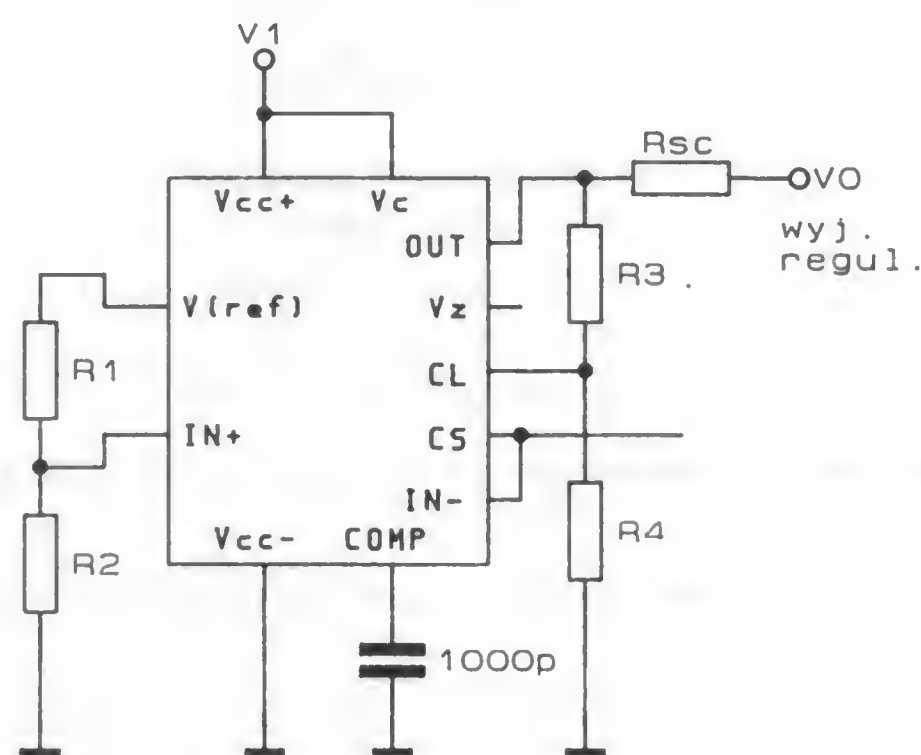 V1
Rsc
VO
wyj.
regul.
Vcc+
Vc
OUT
R3
V(ref)
Vz
R1
CL
IN+
CS
IN-
R4
R2
Vcc-
COMP
1000p